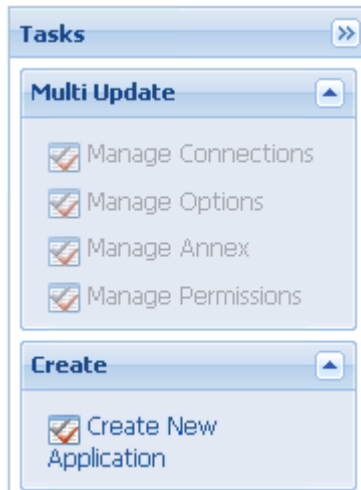 Tasks
Multi Update
Manage Connections
Manage Options
Manage Annex
Manage Permissions
Create
Create New
Application